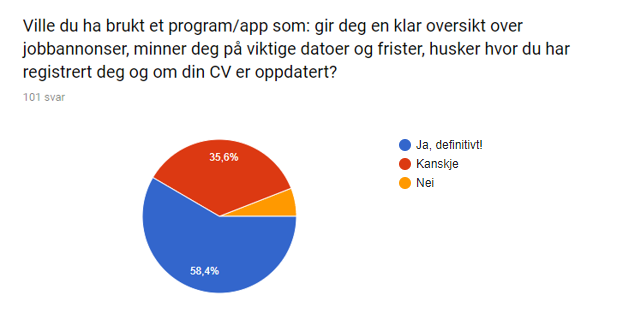 Ville du ha brukt et program/app som: gir deg en klar oversikt over
jobbannonser, minner deg på viktige datoer og frister, husker hvor du har
registrert deg og om din CV er oppdatert?
101 svar
35,6%
58,4%
Ja, definitivt!
Kanskje
Nei